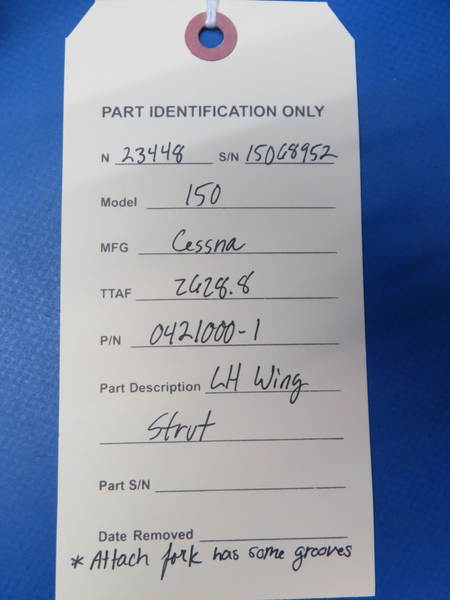 PART IDENTIFICATION ONLY
N 23448 S/N 15068952
Model 150
MFG Cessna
TTAF 2628.8
P/N 0421000-1
Part Description LH Wing
Strut
Part S/N
Date Removed
* Attach fork has some grooves